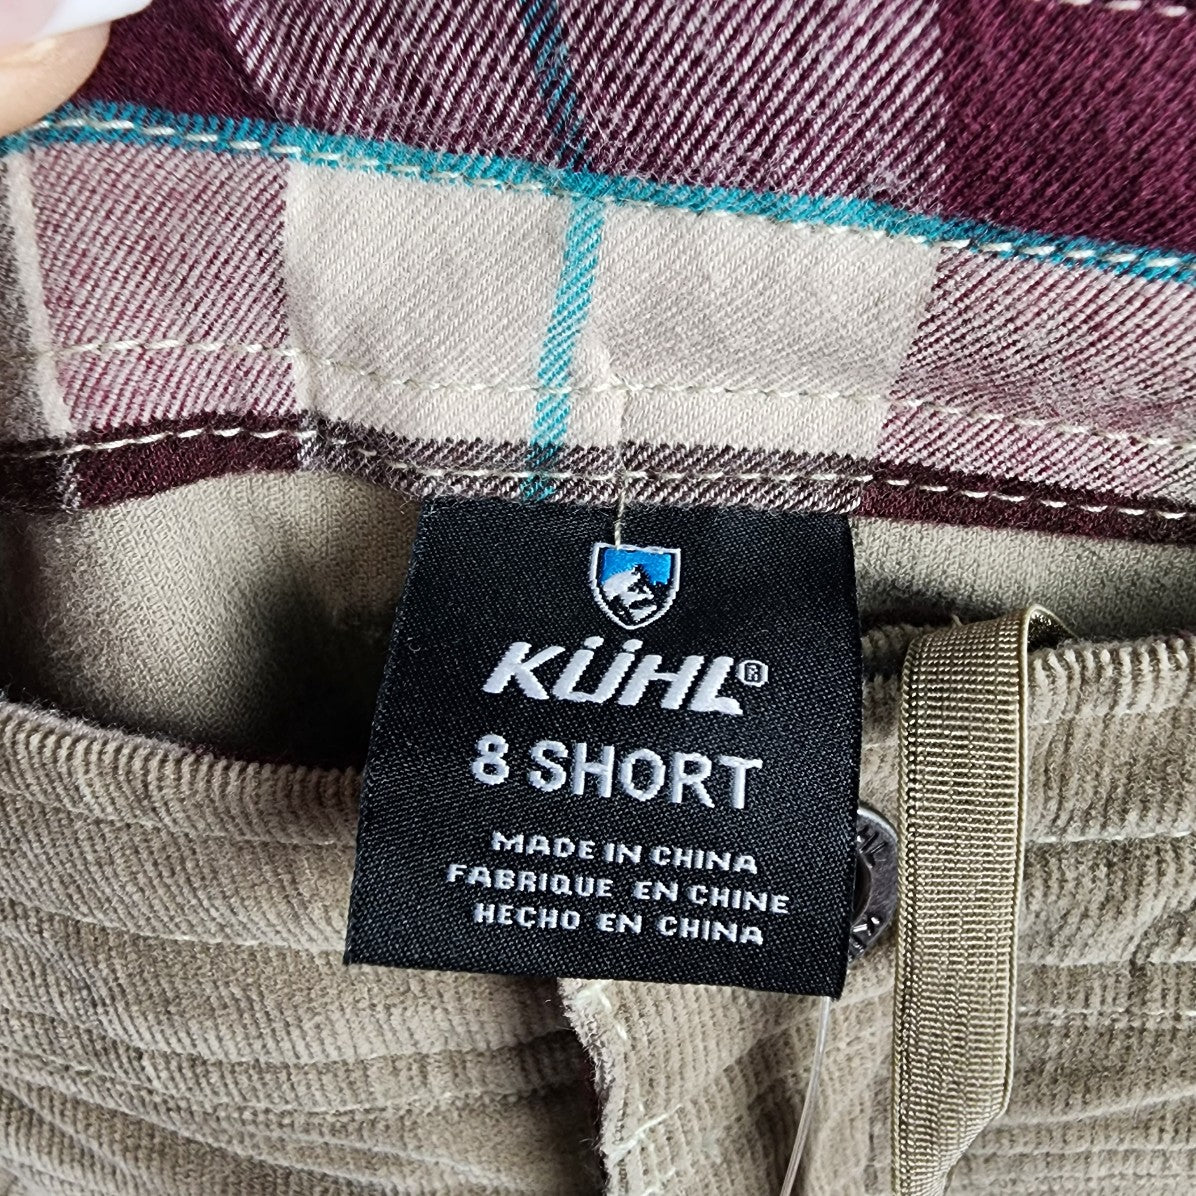 KÜHL®
8 SHORT
MADE IN CHINA
FABRIQUE EN CHINE
HECHO EN CHINA